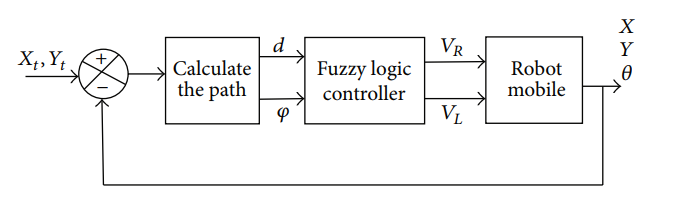 X_t, Y_t
+
−
Calculate
the path
d
φ
Fuzzy logic
controller
V_R
V_L
Robot
mobile
X
Y
θ